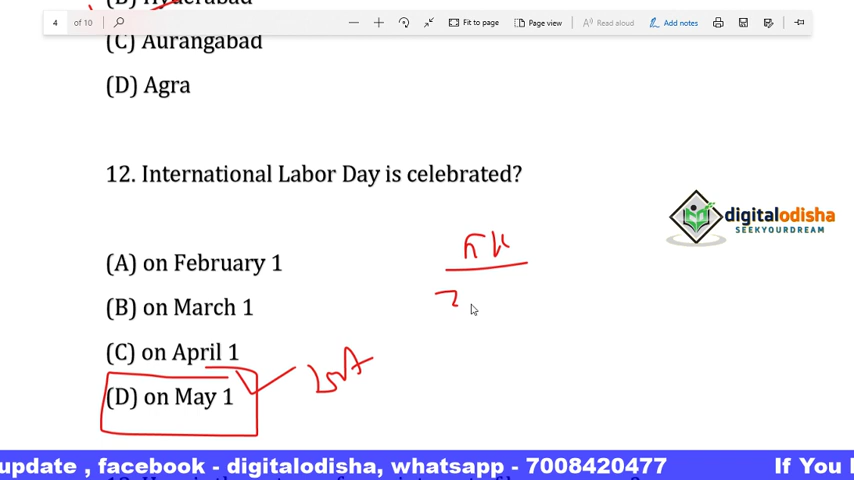 (B) Hyderabad
4 of 10
Fit to page
Page view
Read aloud
Add notes
(C) Aurangabad
(D) Agra
12. International Labor Day is celebrated?
digitalodisha
SEEKYOURDREAM
(A) on February 1
(B) on March 1
(C) on April 1
(D) on May 1
update , facebook - digitalodisha, whatsapp - 7008420477 If You